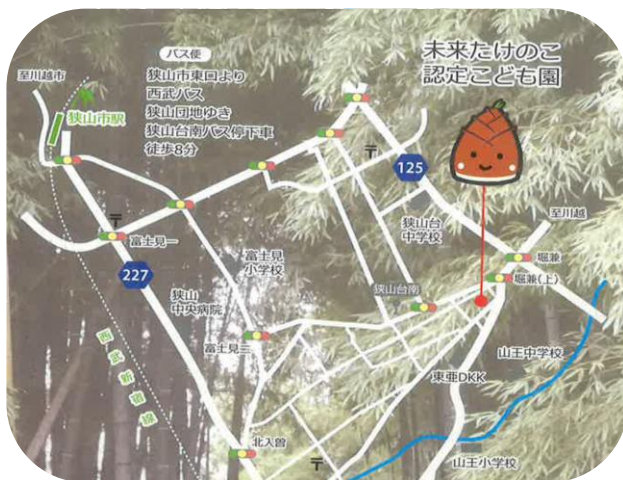 未来たけのこ
認定こども園
バス便
狭山市東口より
西武バス
狭山団地ゆき
狭山台南バス停下車
徒歩8分
至川越市
狭山市駅
125
狭山台
中学校
至川越
堀兼
堀兼(上)
富士見一
富士見
小学校
227
狭山
中央病院
狭山台南
富士見二
山王中学校
東亜DKK
西武新宿線
北入曽
山王小学校
〒
〒
〒